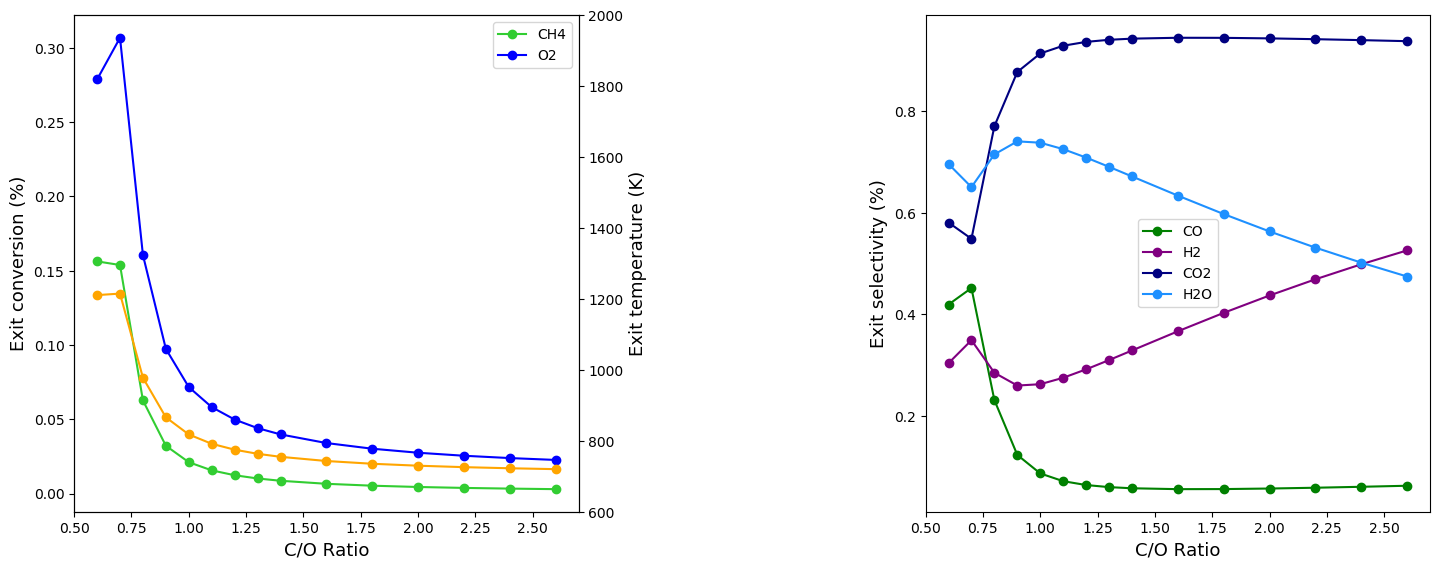 Exit conversion (%)
0.30
0.25
0.20
0.15
0.10
0.05
0.00
0.50 0.75 1.00 1.25 1.50 1.75 2.00 2.25 2.50
C/O Ratio
CH4
O2
2000
1800
1600
1400
1200
1000
800
600
Exit temperature (K)
Exit selectivity (%)
0.8
0.6
0.4
0.2
0.50 0.75 1.00 1.25 1.50 1.75 2.00 2.25 2.50
C/O Ratio
CO
H2
CO2
H2O